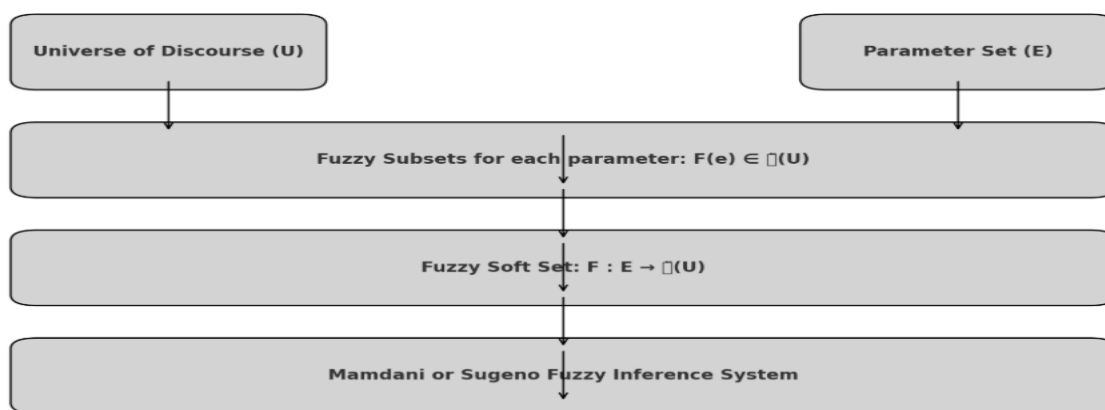 Universe of Discourse (U)
Parameter Set (E)
Fuzzy Subsets for each parameter: F(e) ∈ ▯(U)
Fuzzy Soft Set: F : E → ▯(U)
Mamdani or Sugeno Fuzzy Inference System